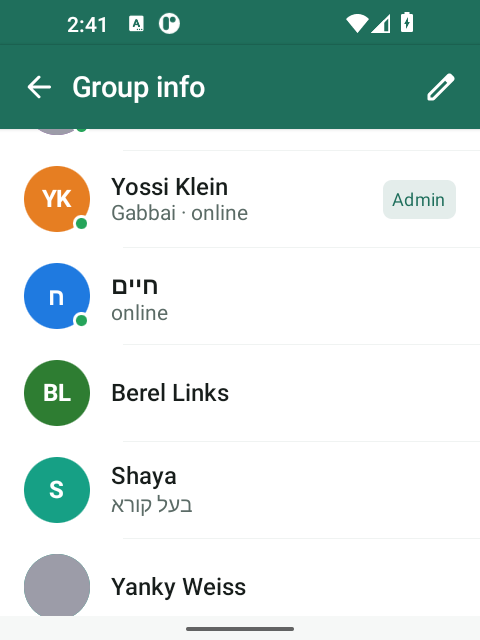 2:41
Group info
YK
Yossi Klein
Gabbai · online
Admin
ח
חיים
online
BL
Berel Links
S
Shaya
בעל קורא
Yanky Weiss